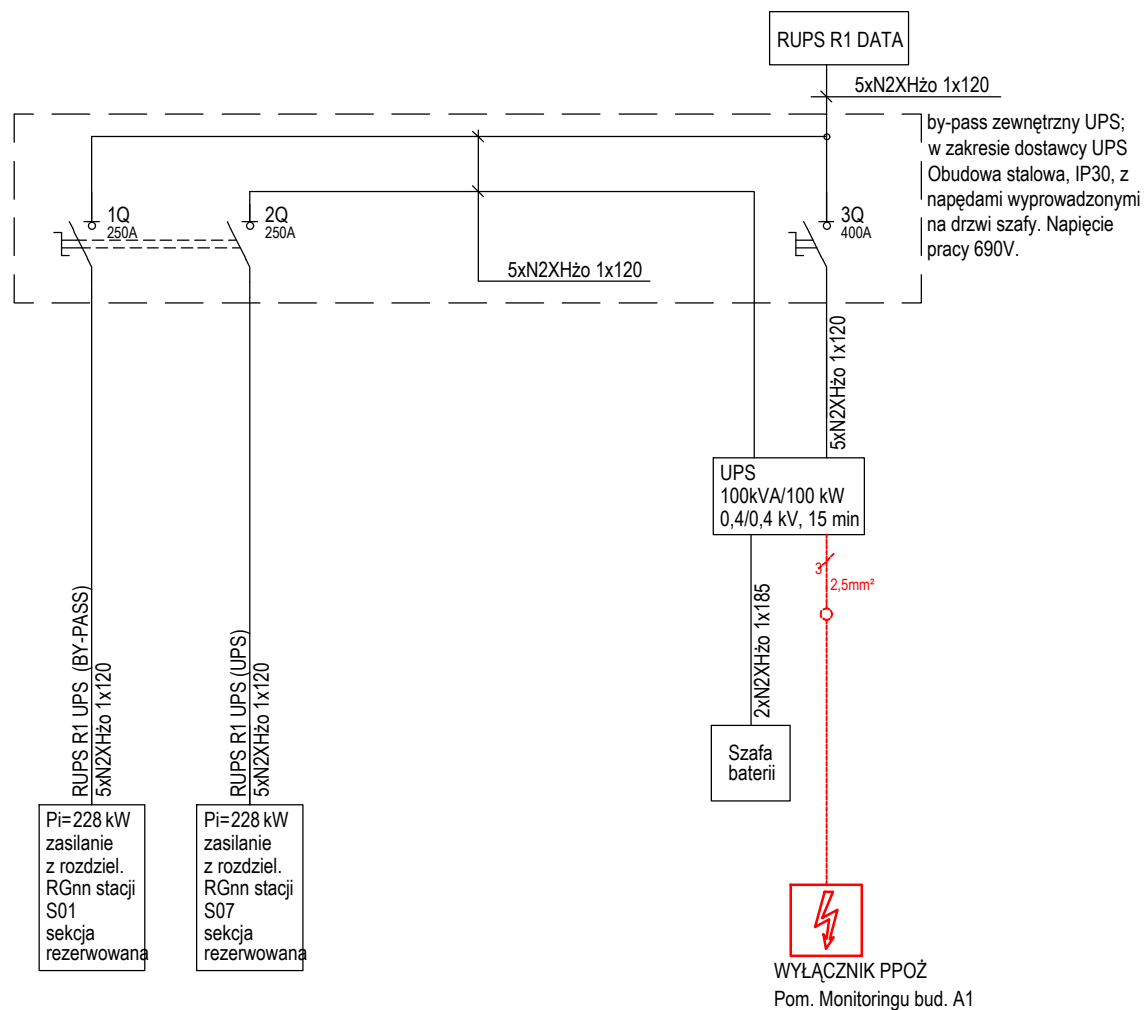 RUPS R1 DATA
5xN2XHżo 1x120
by-pass zewnętrzny UPS;
w zakresie dostawcy UPS
Obudowa stalowa, IP30, z
napędami wyprowadzonymi
na drzwi szafy. Napięcie
pracy 690V.
1Q
250A
2Q
250A
3Q
400A
5xN2XHżo 1x120
5xN2XHżo 1x120
UPS
100kVA/100 kW
0,4/0,4 kV, 15 min
3
2,5mm²
RUPS R1 UPS (BY-PASS)
5xN2XHżo 1x120
RUPS R1 UPS (UPS)
5xN2XHżo 1x120
2xN2XHżo 1x185
Szafa
baterii
Pi=228 kW
zasilanie
z rozdziel.
RGnn stacji
S01
sekcja
rezerwowana
Pi=228 kW
zasilanie
z rozdziel.
RGnn stacji
S07
sekcja
rezerwowana
WYŁĄCZNIK PPOŻ
Pom. Monitoringu bud. A1